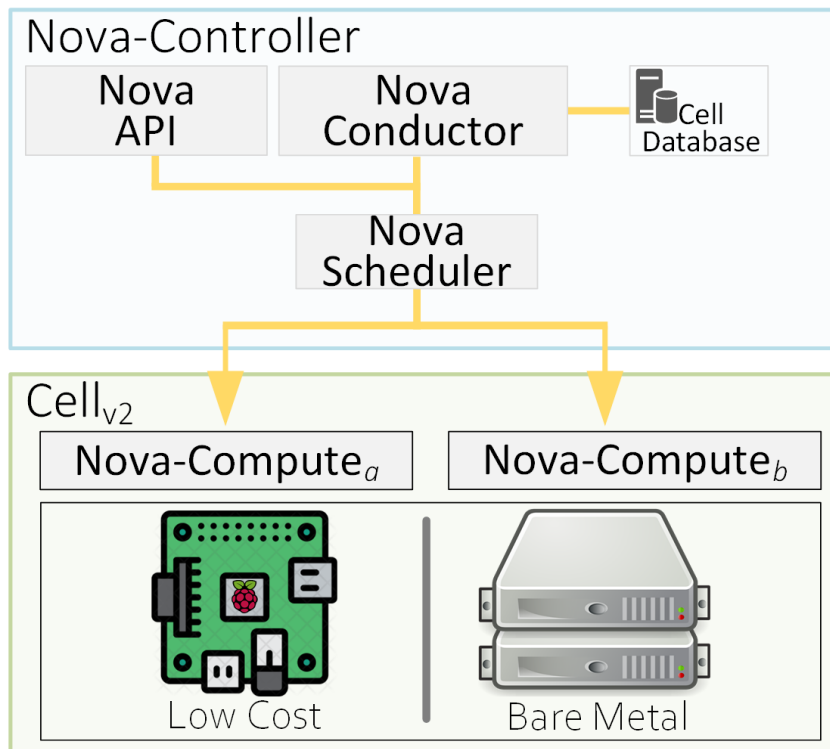 Nova-Controller
Nova
API
Nova
Conductor
Cell
Database
Nova
Scheduler
Cellv2
Nova-Computea
Nova-Computeb
Low Cost
Bare Metal